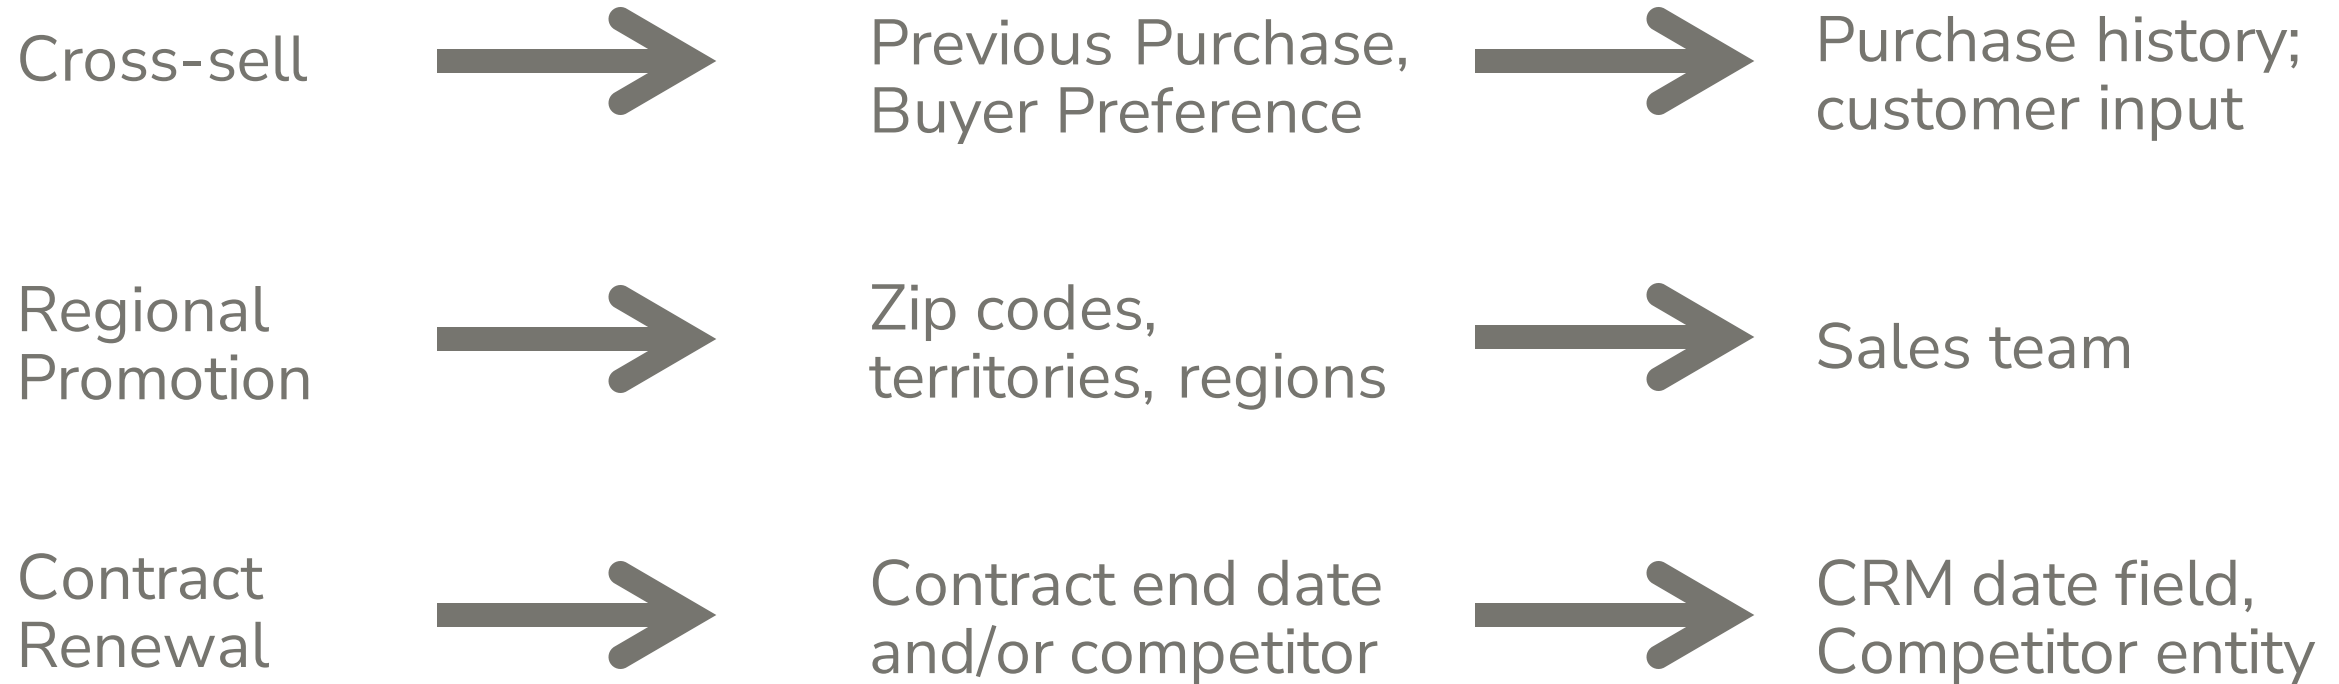 Cross-sell
Previous Purchase,
Buyer Preference
Purchase history;
customer input
Regional
Promotion
Zip codes,
territories, regions
Sales team
Contract
Renewal
Contract end date
and/or competitor
CRM date field,
Competitor entity